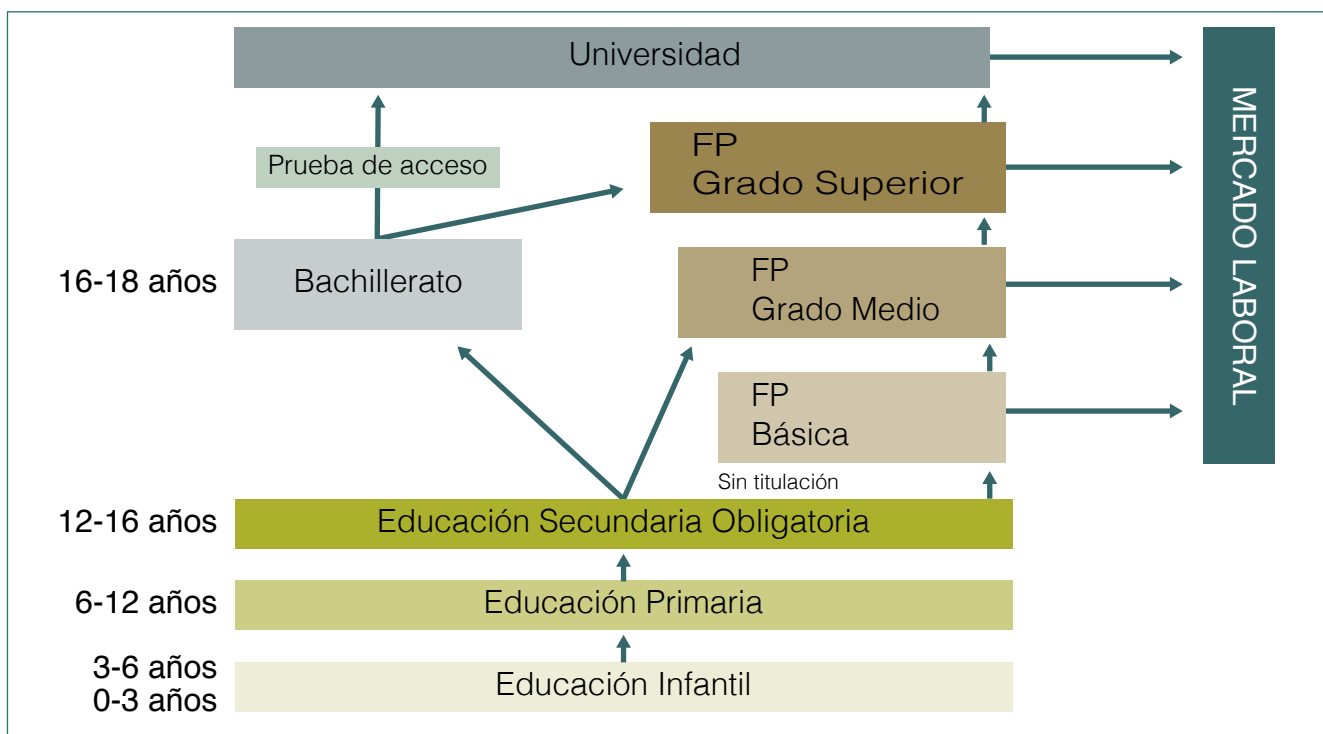 Universidad
Prueba de acceso
FP
Grado Superior
16-18 años
Bachillerato
FP
Grado Medio
FP
Básica
Sin titulación
12-16 años
Educación Secundaria Obligatoria
6-12 años
Educación Primaria
3-6 años
0-3 años
Educación Infantil
MERCADO LABORAL